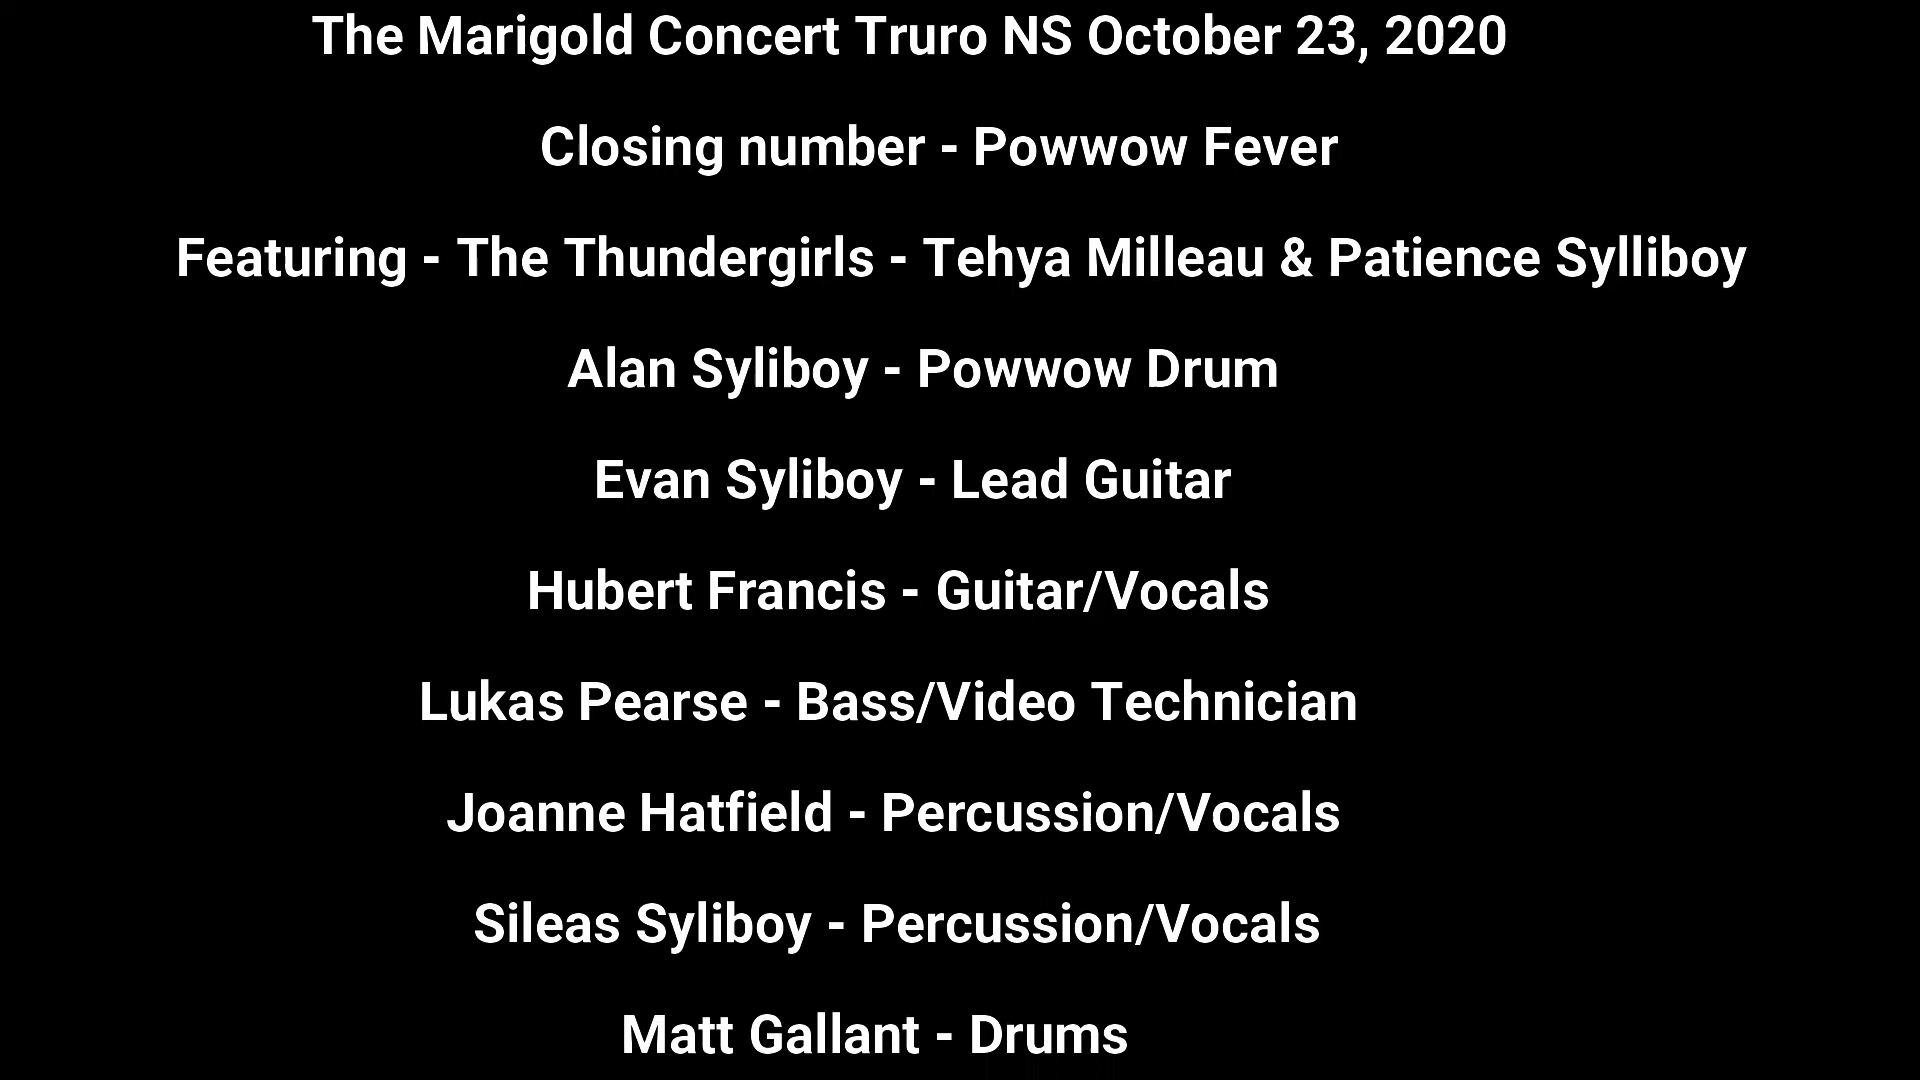 The Marigold Concert Truro NS October 23, 2020
Closing number - Powwow Fever
Featuring - The Thundergirls - Tehya Milleau & Patience Sylliboy
Alan Syliboy - Powwow Drum
Evan Syliboy - Lead Guitar
Hubert Francis - Guitar/Vocals
Lukas Pearse - Bass/Video Technician
Joanne Hatfield - Percussion/Vocals
Sileas Syliboy - Percussion/Vocals
Matt Gallant - Drums